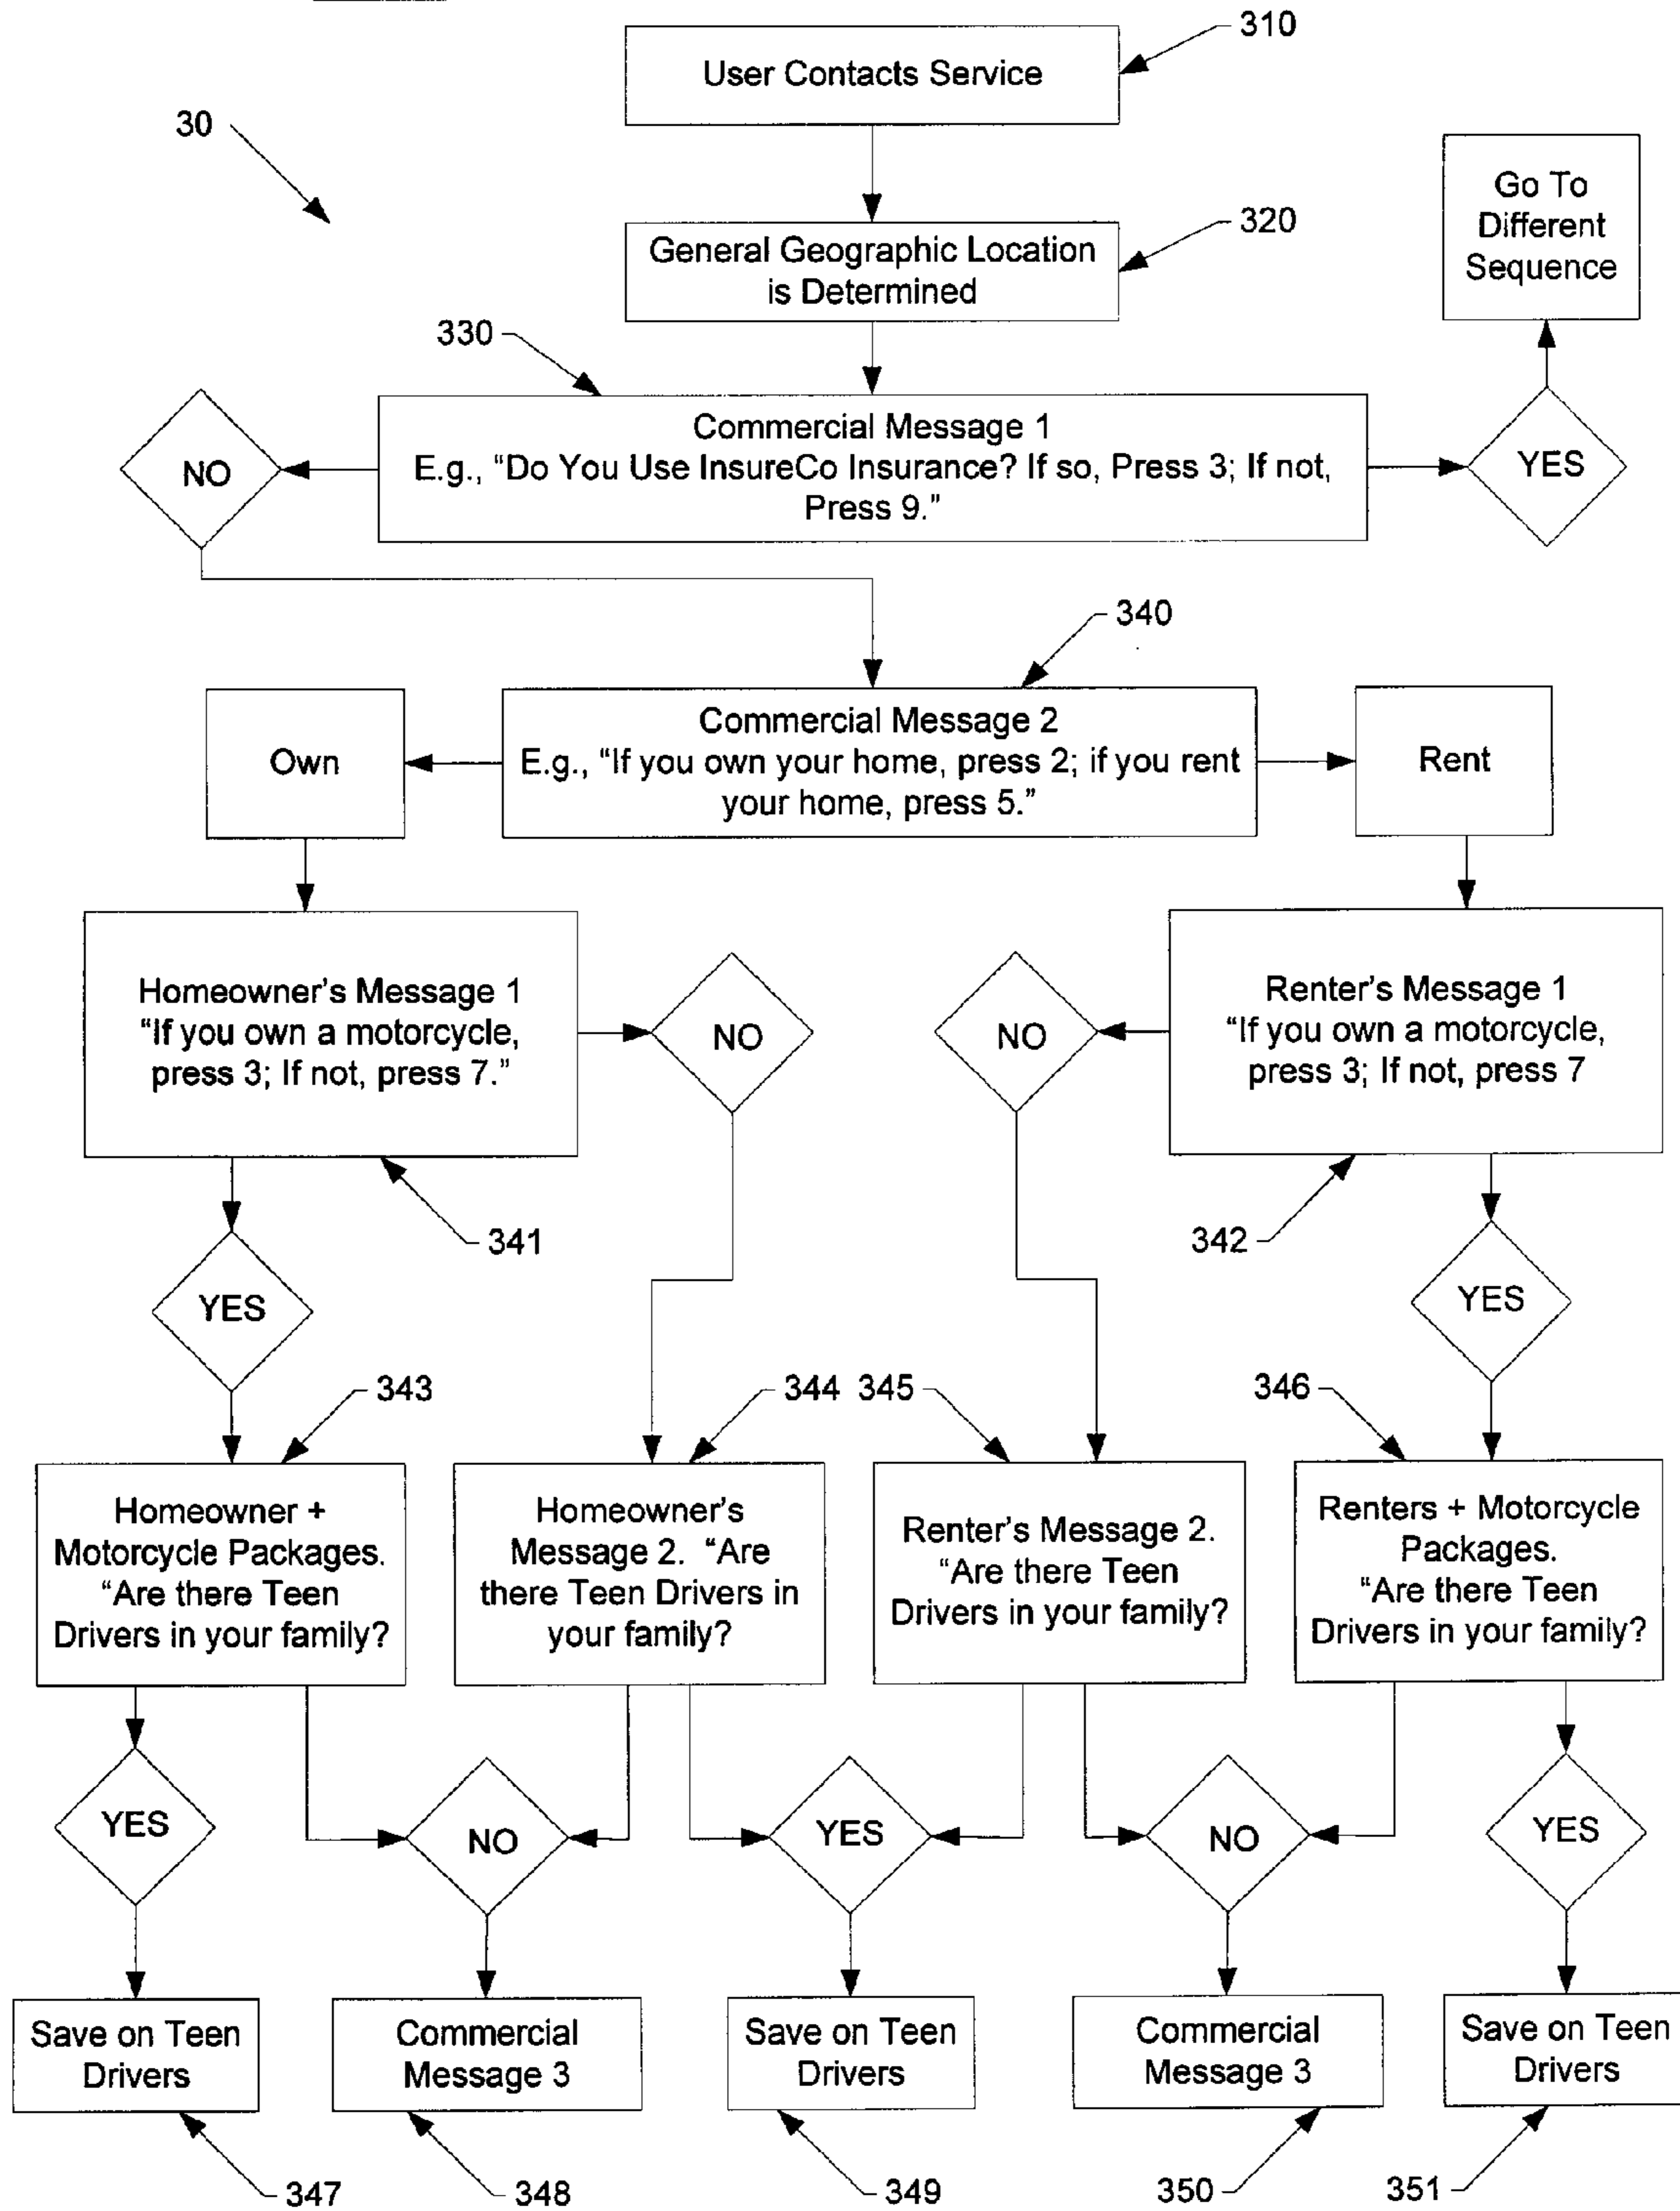 310
User Contacts Service
30
Go To
Different
Sequence
320
General Geographic Location
is Determined
330
Commercial Message 1
E.g., “Do You Use InsureCo Insurance? If so, Press 3; If not,
Press 9.”
NO
YES
340
Own
Commercial Message 2
E.g., “If you own your home, press 2; if you rent
your home, press 5.”
Rent
Homeowner’s Message 1
“If you own a motorcycle,
press 3; If not, press 7.”
NO
NO
Renter’s Message 1
“If you own a motorcycle,
press 3; If not, press 7
341
342
YES
YES
343
344
345
346
Homeowner +
Motorcycle Packages.
“Are there Teen
Drivers in your family?
Homeowner’s
Message 2. “Are
there Teen Drivers in
your family?
Renter’s Message 2.
“Are there Teen
Drivers in your family?
Renters + Motorcycle
Packages.
“Are there Teen
Drivers in your family?
YES
NO
YES
NO
YES
Save on Teen
Drivers
Commercial
Message 3
Save on Teen
Drivers
Commercial
Message 3
Save on Teen
Drivers
347
348
349
350
351